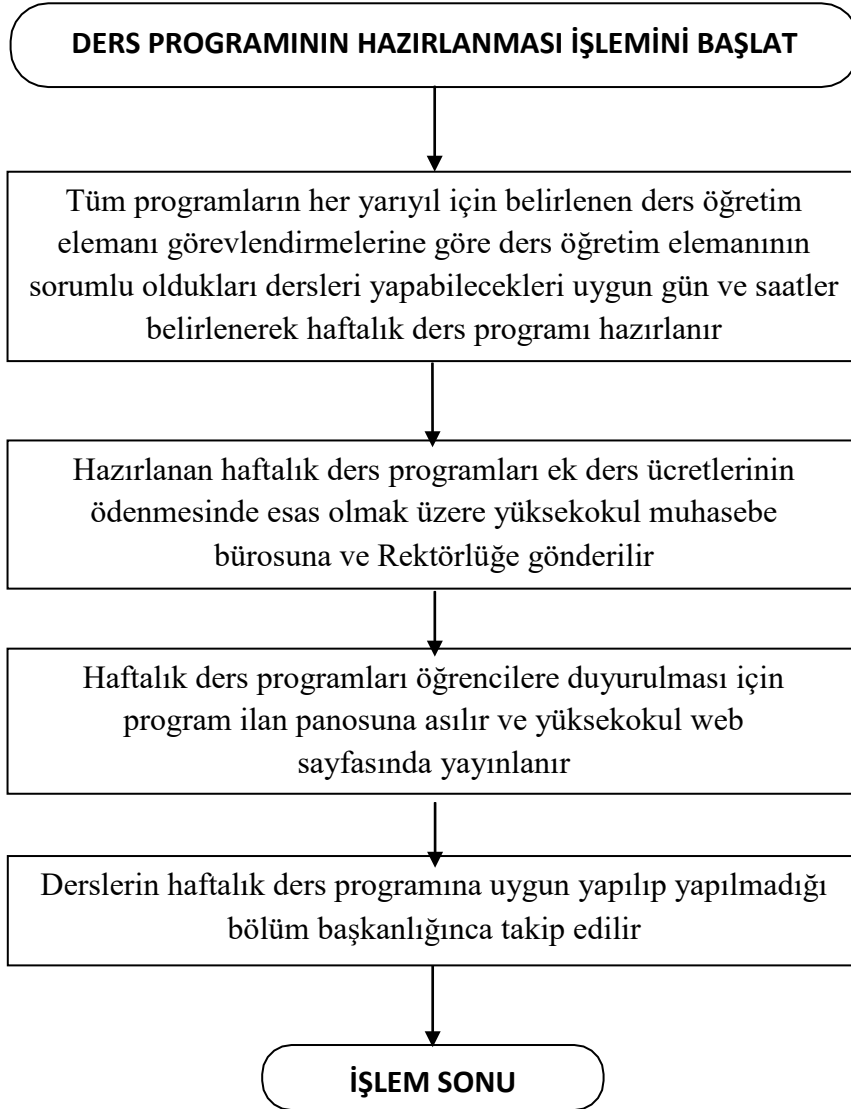 DERS PROGRAMININ HAZIRLANMASI İŞLEMİNİ BAŞLAT
Tüm programların her yarıyıl için belirlenen ders öğretim
elemanı görevlendirmelerine göre ders öğretim elemanının
sorumlu oldukları dersleri yapabilecekleri uygun gün ve saatler
belirlenerek haftalık ders programı hazırlanır
Hazırlanan haftalık ders programları ek ders ücretlerinin
ödenmesinde esas olmak üzere yüksekokul muhasebe
bürosuna ve Rektörlüğe gönderilir
Haftalık ders programları öğrencilere duyurulması için
program ilan panosuna asılır ve yüksekokul web
sayfasında yayınlanır
Derslerin haftalık ders programına uygun yapılıp yapılmadığı
bölüm başkanlığınca takip edilir
İŞLEM SONU